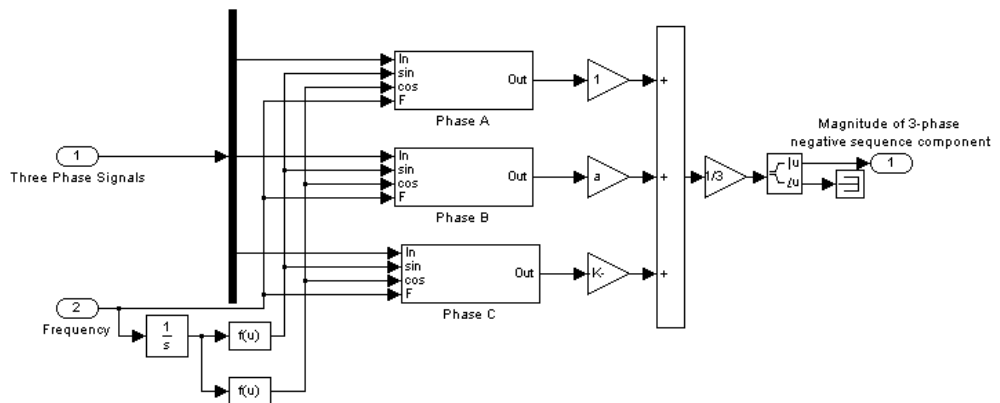 In
sin
cos
F
Out
Phase A
1
+
In
sin
cos
F
Out
Phase B
a
+
In
sin
cos
F
Out
Phase C
K-
+
1
Three Phase Signals
2
Frequency
1
s
f(u)
f(u)
1/3
|u|
∠u
Magnitude of 3-phase
negative sequence component
1